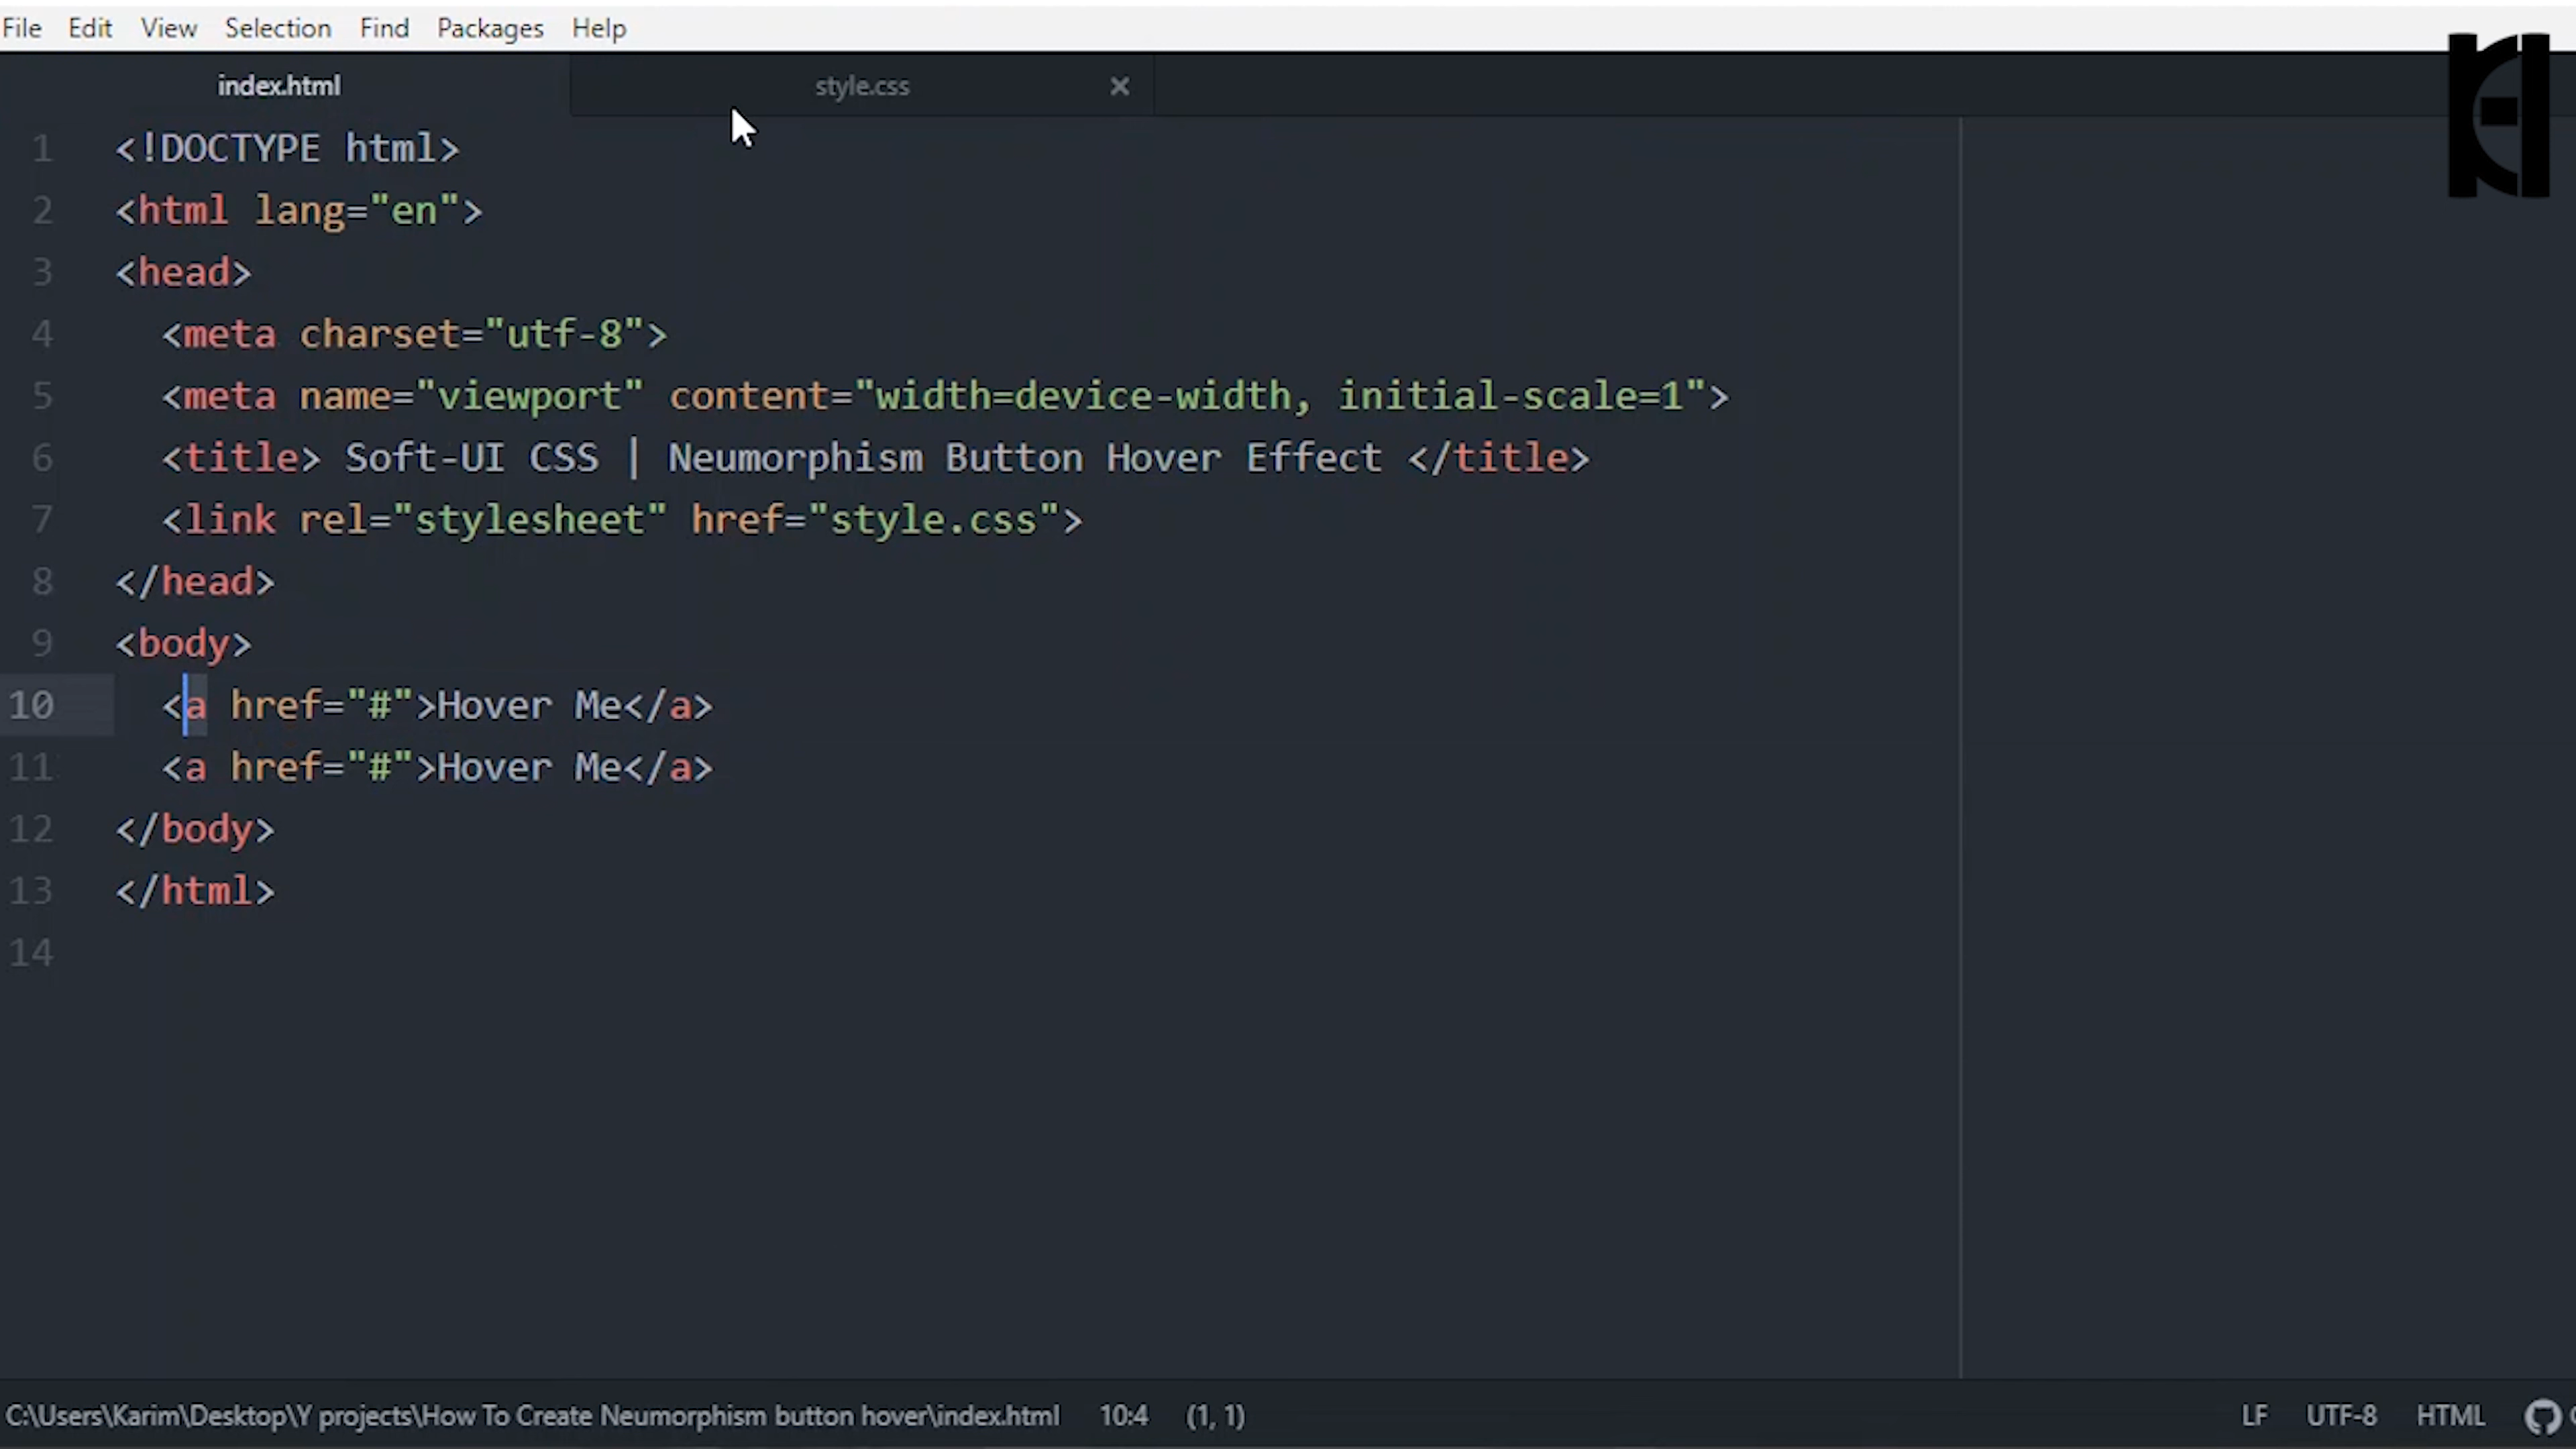 File Edit View Selection Find Packages Help
index.html style.css ×
1 <!DOCTYPE html>
2 <html lang="en">
3 <head>
4   <meta charset="utf-8">
5   <meta name="viewport" content="width=device-width, initial-scale=1">
6   <title> Soft-UI CSS | Neumorphism Button Hover Effect </title>
7   <link rel="stylesheet" href="style.css">
8 </head>
9 <body>
10   <a href="#">Hover Me</a>
11   <a href="#">Hover Me</a>
12 </body>
13 </html>
14
C:\Users\Karim\Desktop\Y projects\How To Create Neumorphism button hover\index.html 10:4 (1, 1) LF UTF-8 HTML